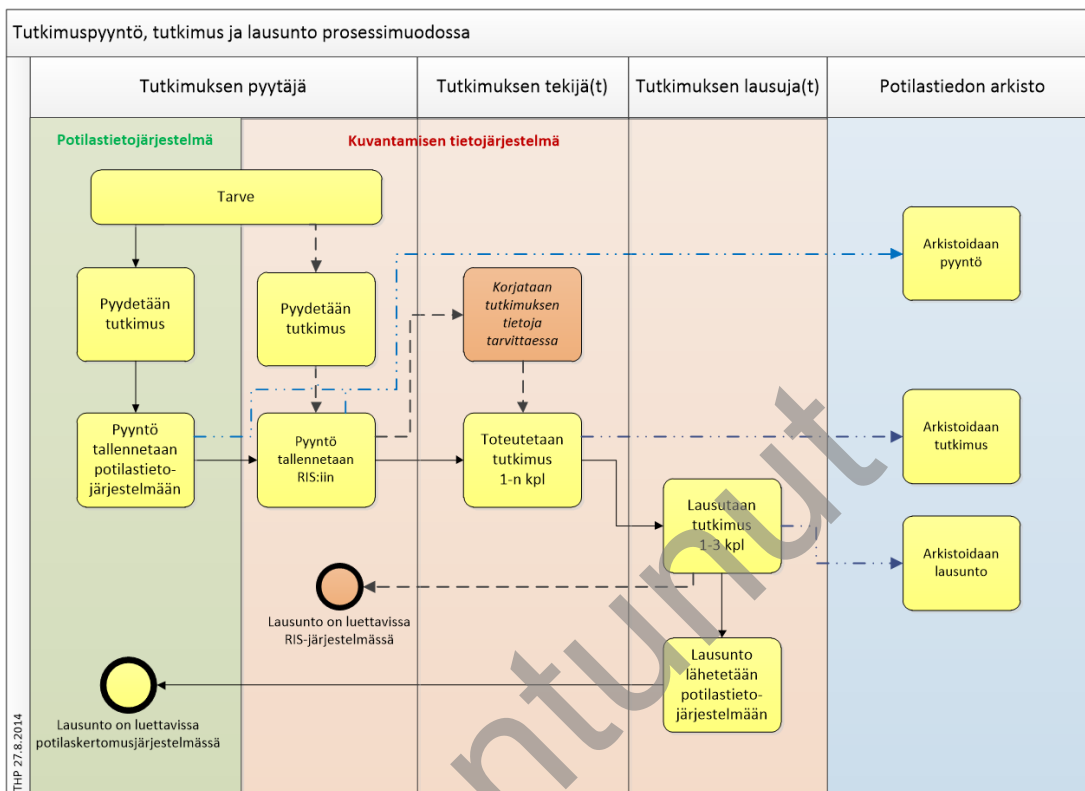 Tutkimuspyyntö, tutkimus ja lausunto prosessimuodossa
Tutkimuksen pyytäjä
Tutkimuksen tekijä(t)
Tutkimuksen lausuja(t)
Potilastiedon arkisto
Potilastietojärjestelmä
Kuvantamisen tietojärjestelmä
Tarve
Arkistoidaan
pyyntö
Pyydetään
tutkimus
Pyydetään
tutkimus
Korjataan
tutkimuksen
tietoja
tarvittaessa
Pyyntö
tallennetaan
potilastieto-
järjestelmään
Pyyntö
tallennetaan
RIS:iin
Toteutetaan
tutkimus
1-n kpl
Arkistoidaan
tutkimus
Lausutaan
tutkimus
1-3 kpl
Arkistoidaan
lausunto
Lausunto on luettavissa
RIS-järjestelmässä
Lausunto
lähetetään
potilastieto-
järjestelmään
Lausunto on luettavissa
potilaskertomusjärjestelmässä
THP 27.8.2014
ntunut